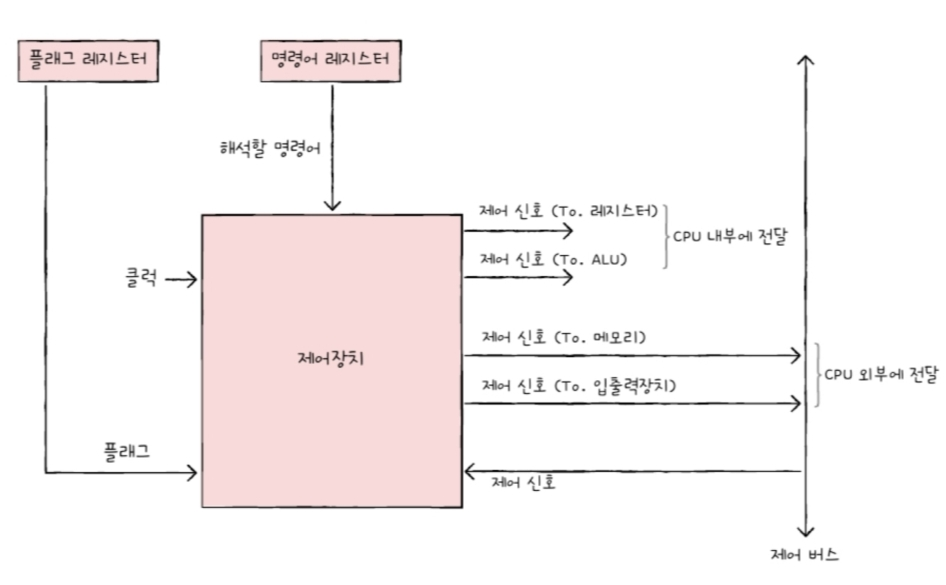 플래그 레지스터
명령어 레지스터
해석할 명령어
제어 신호 (To. 레지스터)
CPU 내부에 전달
제어 신호 (To. ALU)
클럭
제어장치
제어 신호 (To. 메모리)
CPU 외부에 전달
제어 신호 (To. 입출력장치)
플래그
제어 신호
제어 버스